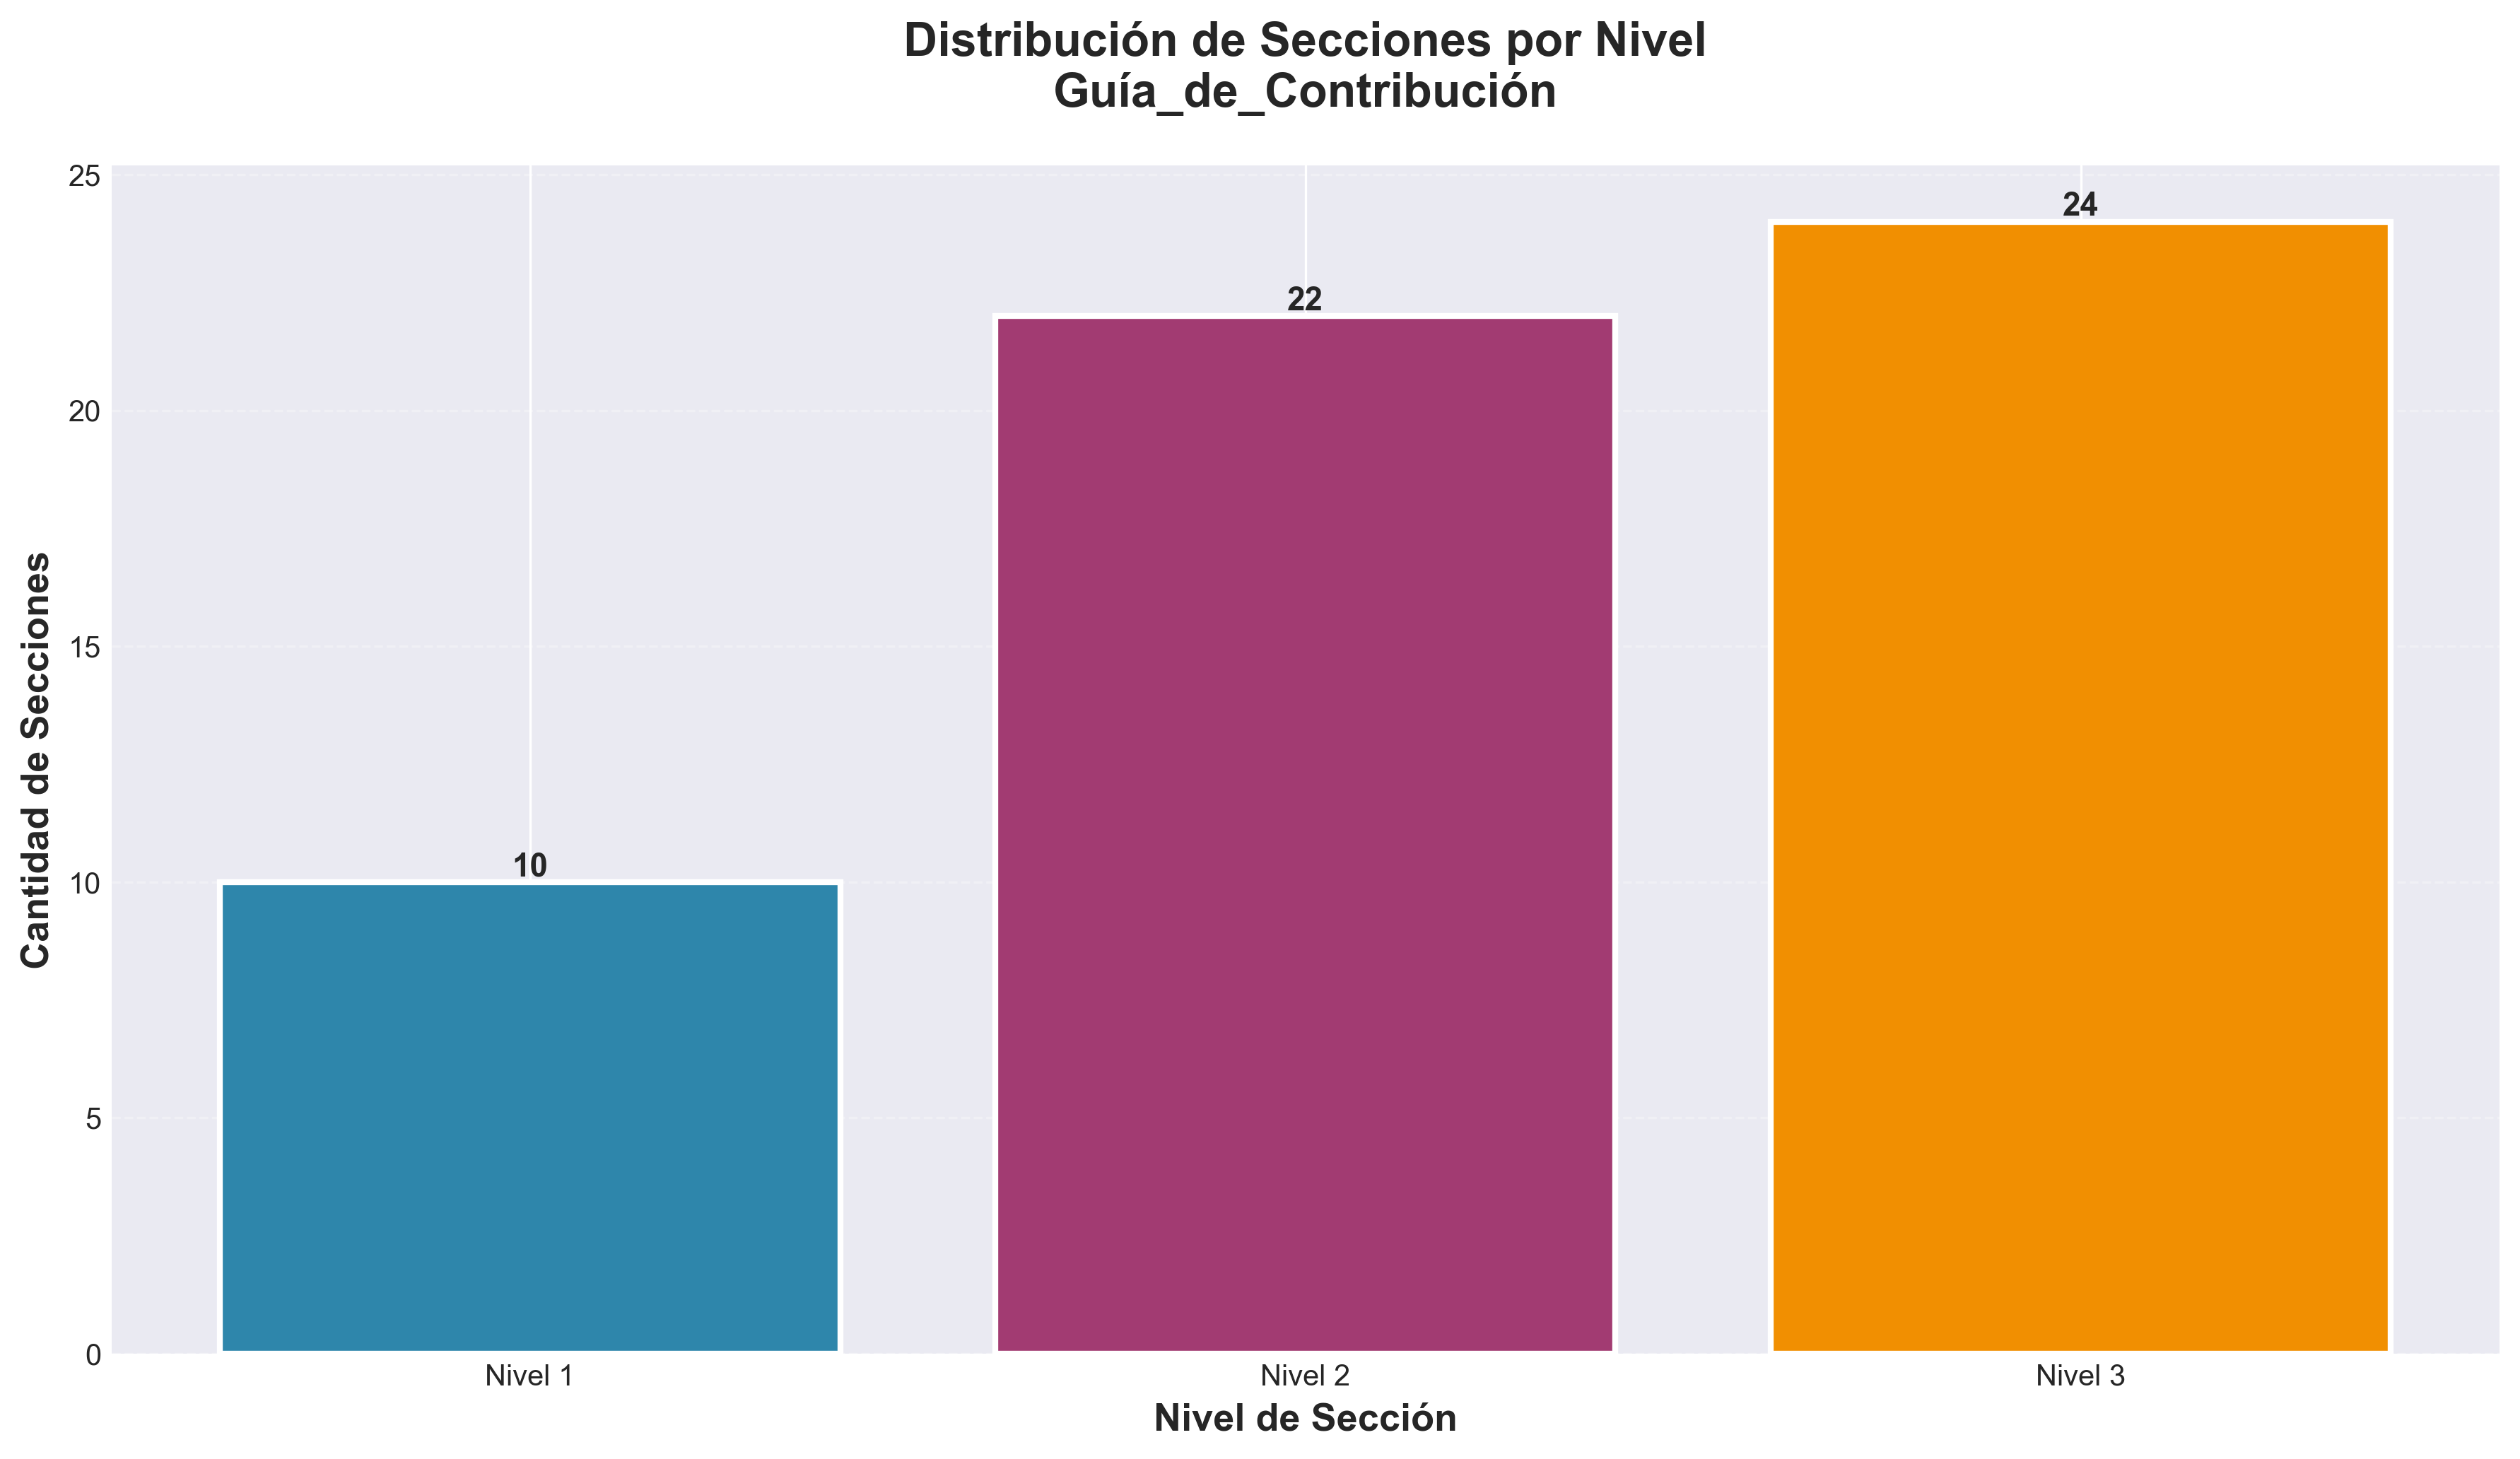 Distribución de Secciones por Nivel
Guía_de_Contribución
25
24
22
20
Cantidad de Secciones
15
10
10
5
0
Nivel 1
Nivel 2
Nivel 3
Nivel de Sección